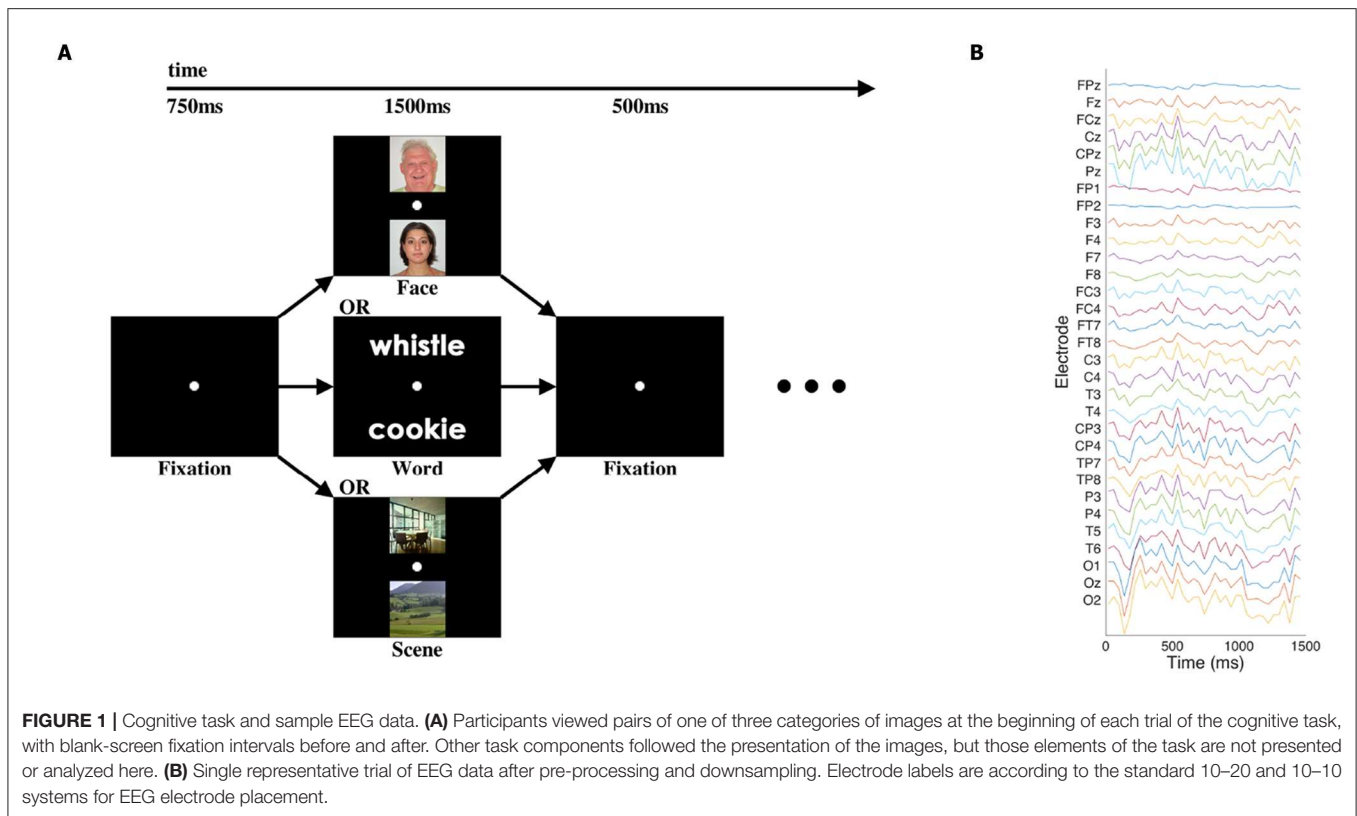 A
time
750ms 1500ms 500ms
Face
OR
whistle
cookie
Fixation
Word
Fixation
OR
Scene
B
Electrode
FPz
Fz
FCz
Cz
CPz
Pz
FP1
FP2
F3
F4
F7
F8
FC3
FC4
FT7
FT8
C3
C4
T3
T4
CP3
CP4
TP7
TP8
P3
P4
T5
T6
O1
Oz
O2
0 500 1000 1500
Time (ms)
FIGURE 1 | Cognitive task and sample EEG data. (A) Participants viewed pairs of one of three categories of images at the beginning of each trial of the cognitive task,
with blank-screen fixation intervals before and after. Other task components followed the presentation of the images, but those elements of the task are not presented
or analyzed here. (B) Single representative trial of EEG data after pre-processing and downsampling. Electrode labels are according to the standard 10–20 and 10–10
systems for EEG electrode placement.